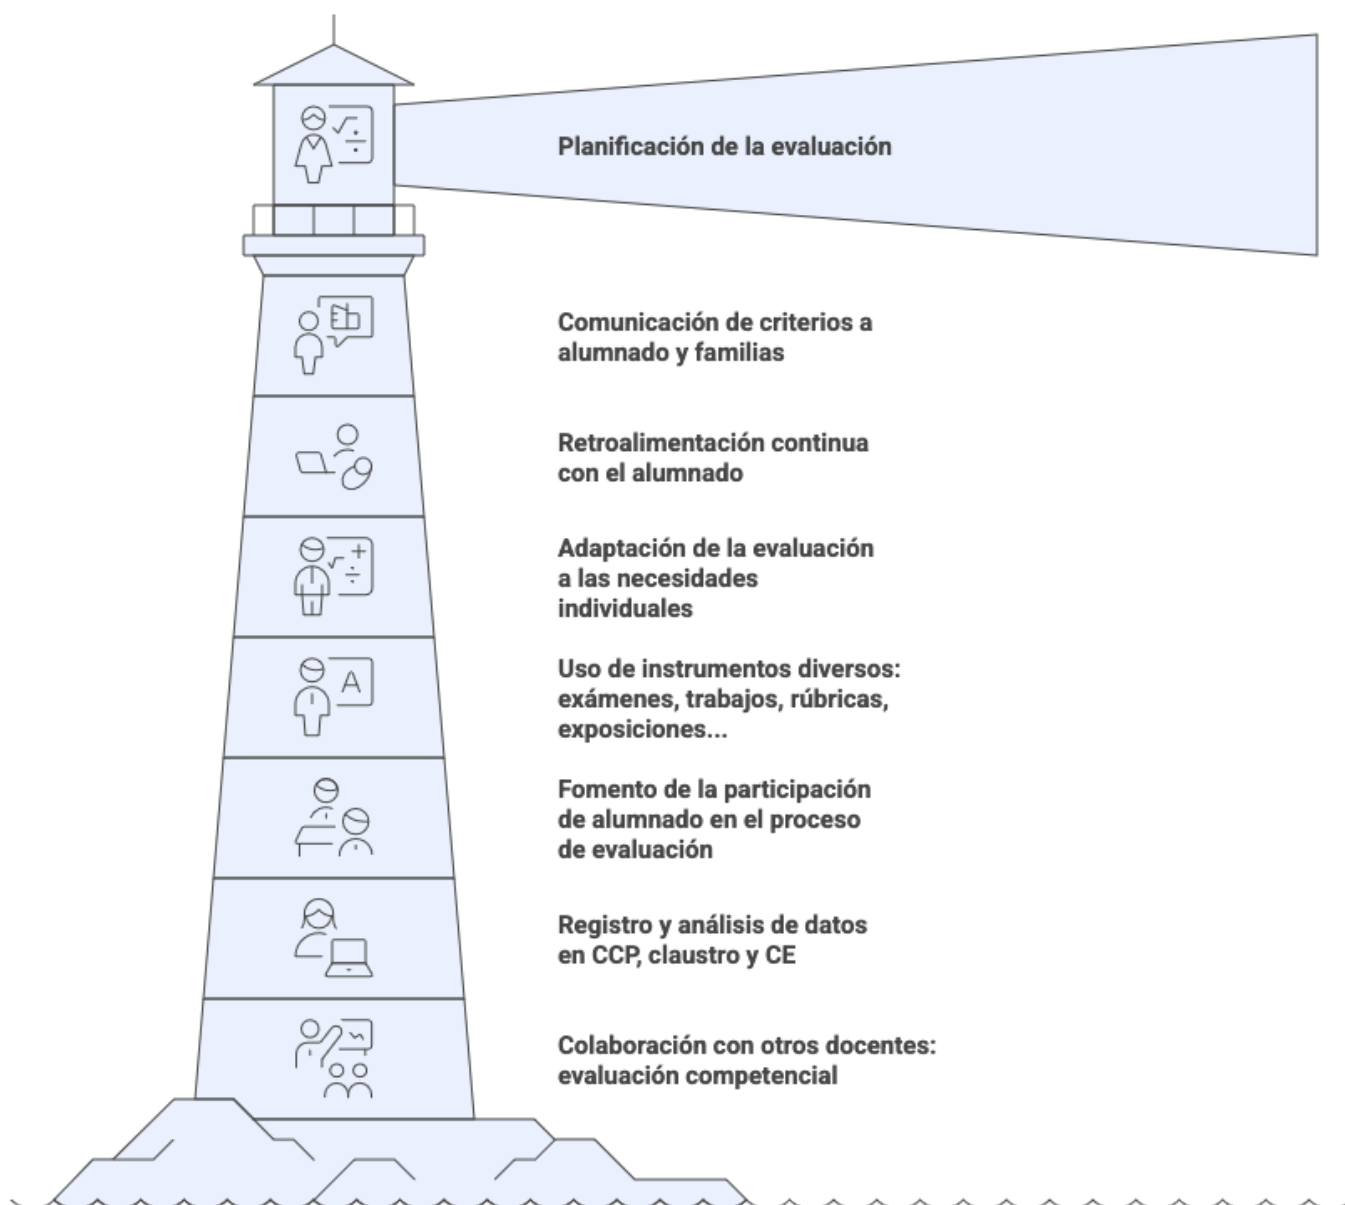 Planificación de la evaluación
Comunicación de criterios a
alumnado y familias
Retroalimentación continua
con el alumnado
Adaptación de la evaluación
a las necesidades
individuales
A
Uso de instrumentos diversos:
exámenes, trabajos, rúbricas,
exposiciones...
Fomento de la participación
de alumnado en el proceso
de evaluación
Registro y análisis de datos
en CCP, claustro y CE
Colaboración con otros docentes:
evaluación competencial